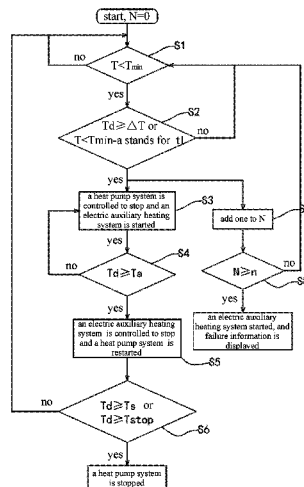 start, N=0
S1
no
T<Tmin
yes
S2
Td≥△T or
T<Tmin-a stands for t1
no
yes
yes
a heat pump system is
controlled to stop and an
electric auxiliary heating
system is started
S3
add one to N
S
yes
S4
no
Td≥Ta
N≥n
no
S
yes
yes
an electric auxiliary heating
system is controlled to stop
and a heat pump system is
restarted
S5
an electric auxiliary
heating system started, and
failure information is
displayed
no
Td≥Ts or
Td≥Tstop
S6
yes
a heat pump system
is stopped